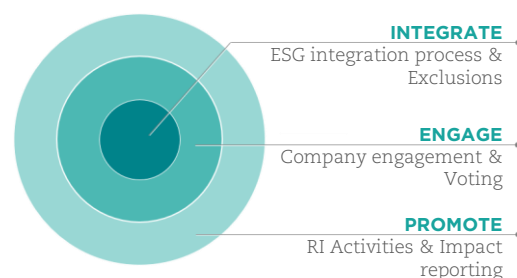 INTEGRATE
ESG integration process &
Exclusions
ENGAGE
Company engagement &
Voting
PROMOTE
RI Activities & Impact
reporting